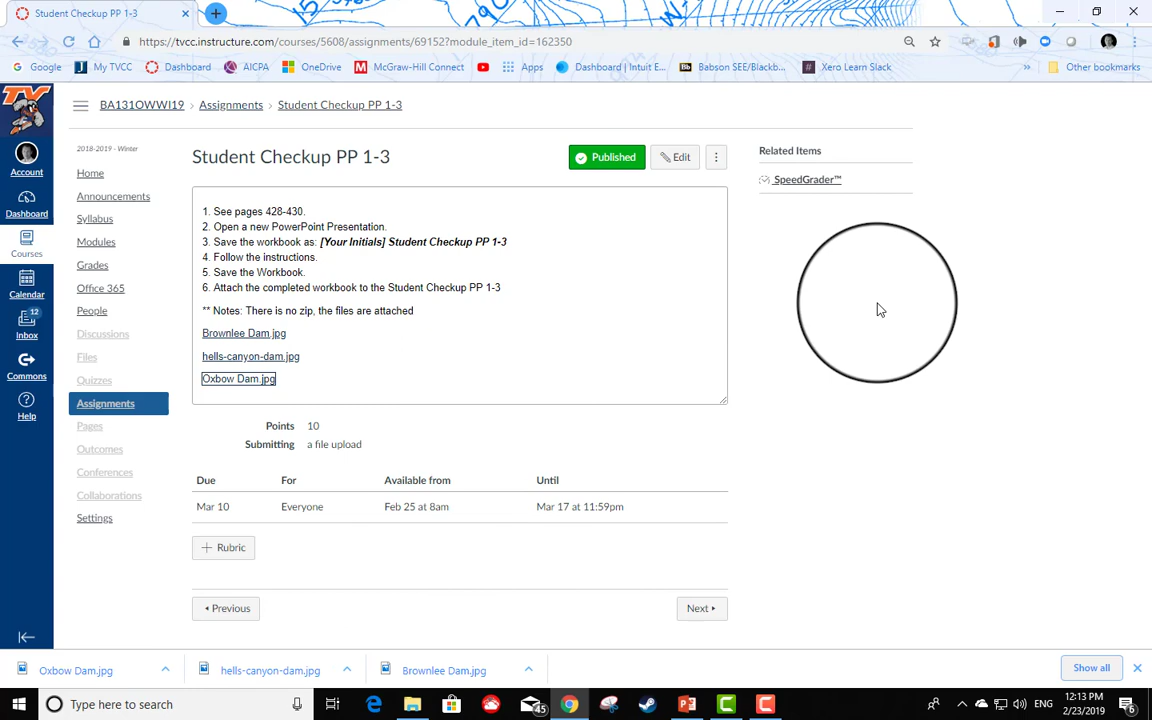 Student Checkup PP 1-3
https://tvcc.instructure.com/courses/5608/assignments/69152?module_item_id=162350
Google
My TVCC
Dashboard
AICPA
OneDrive
McGraw-Hill Connect
Apps
Dashboard | Intuit E...
Babson SEE/Blackb...
Xero Learn Slack
»
Other bookmarks
TV
BA131OWWI19 > Assignments > Student Checkup PP 1-3
Account
Dashboard
Courses
Calendar
12
Inbox
Commons
Help
2018-2019 - Winter
Home
Announcements
Syllabus
Modules
Grades
Office 365
People
Discussions
Files
Quizzes
Assignments
Pages
Outcomes
Conferences
Collaborations
Settings
Student Checkup PP 1-3
Published
Edit
1. See pages 428-430.
2. Open a new PowerPoint Presentation.
3. Save the workbook as: [Your Initials] Student Checkup PP 1-3
4. Follow the instructions.
5. Save the Workbook.
6. Attach the completed workbook to the Student Checkup PP 1-3
** Notes: There is no zip, the files are attached
Brownlee Dam.jpg
hells-canyon-dam.jpg
Oxbow Dam.jpg
Points 10
Submitting a file upload
Due For Available from Until
Mar 10 Everyone Feb 25 at 8am Mar 17 at 11:59pm
+ Rubric
Previous
Next
Related Items
SpeedGrader™
Oxbow Dam.jpg
hells-canyon-dam.jpg
Brownlee Dam.jpg
Show all
Type here to search
45
ENG
12:13 PM
2/23/2019
6